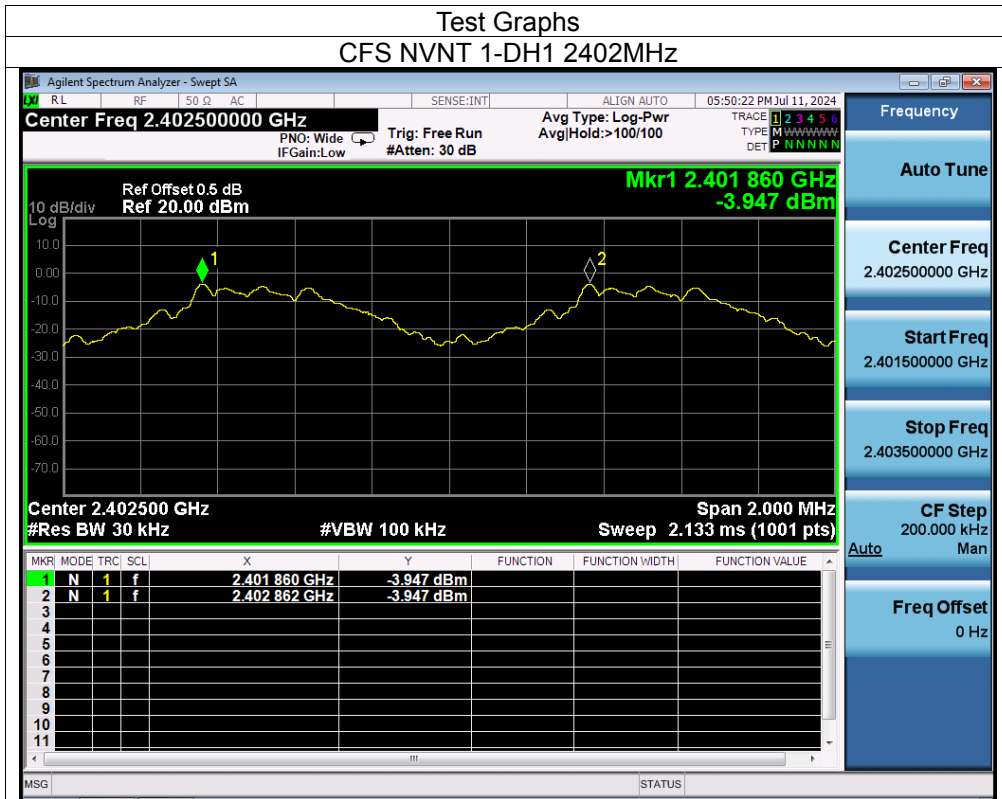 Test Graphs
CFS NVNT 1-DH1 2402MHz
Agilent Spectrum Analyzer - Swept SA
LXI RL RF 50 Ω AC SENSE:INT ALIGN AUTO 05:50:22 PM Jul 11, 2024
Center Freq 2.402500000 GHz
PNO: Wide
IFGain:Low
Trig: Free Run
#Atten: 30 dB
Avg Type: Log-Pwr
Avg|Hold:>100/100
TRACE 1 2 3 4 5 6
TYPE M WWWWW
DET P N N N N N
Ref Offset 0.5 dB
Ref 20.00 dBm
10 dB/div
Log
Mkr1 2.401 860 GHz
-3.947 dBm
10.0
0.00
-10.0
-20.0
-30.0
-40.0
-50.0
-60.0
-70.0
1
2
Center 2.402500 GHz
Span 2.000 MHz
#Res BW 30 kHz
#VBW 100 kHz
Sweep 2.133 ms (1001 pts)
MKR MODE TRC SCL X Y FUNCTION FUNCTION WIDTH FUNCTION VALUE
1 N 1 f 2.401 860 GHz -3.947 dBm
2 N 1 f 2.402 862 GHz -3.947 dBm
3
4
5
6
7
8
9
10
11
MSG
STATUS
Frequency
Auto Tune
Center Freq
2.402500000 GHz
Start Freq
2.401500000 GHz
Stop Freq
2.403500000 GHz
CF Step
200.000 kHz
Auto Man
Freq Offset
0 Hz